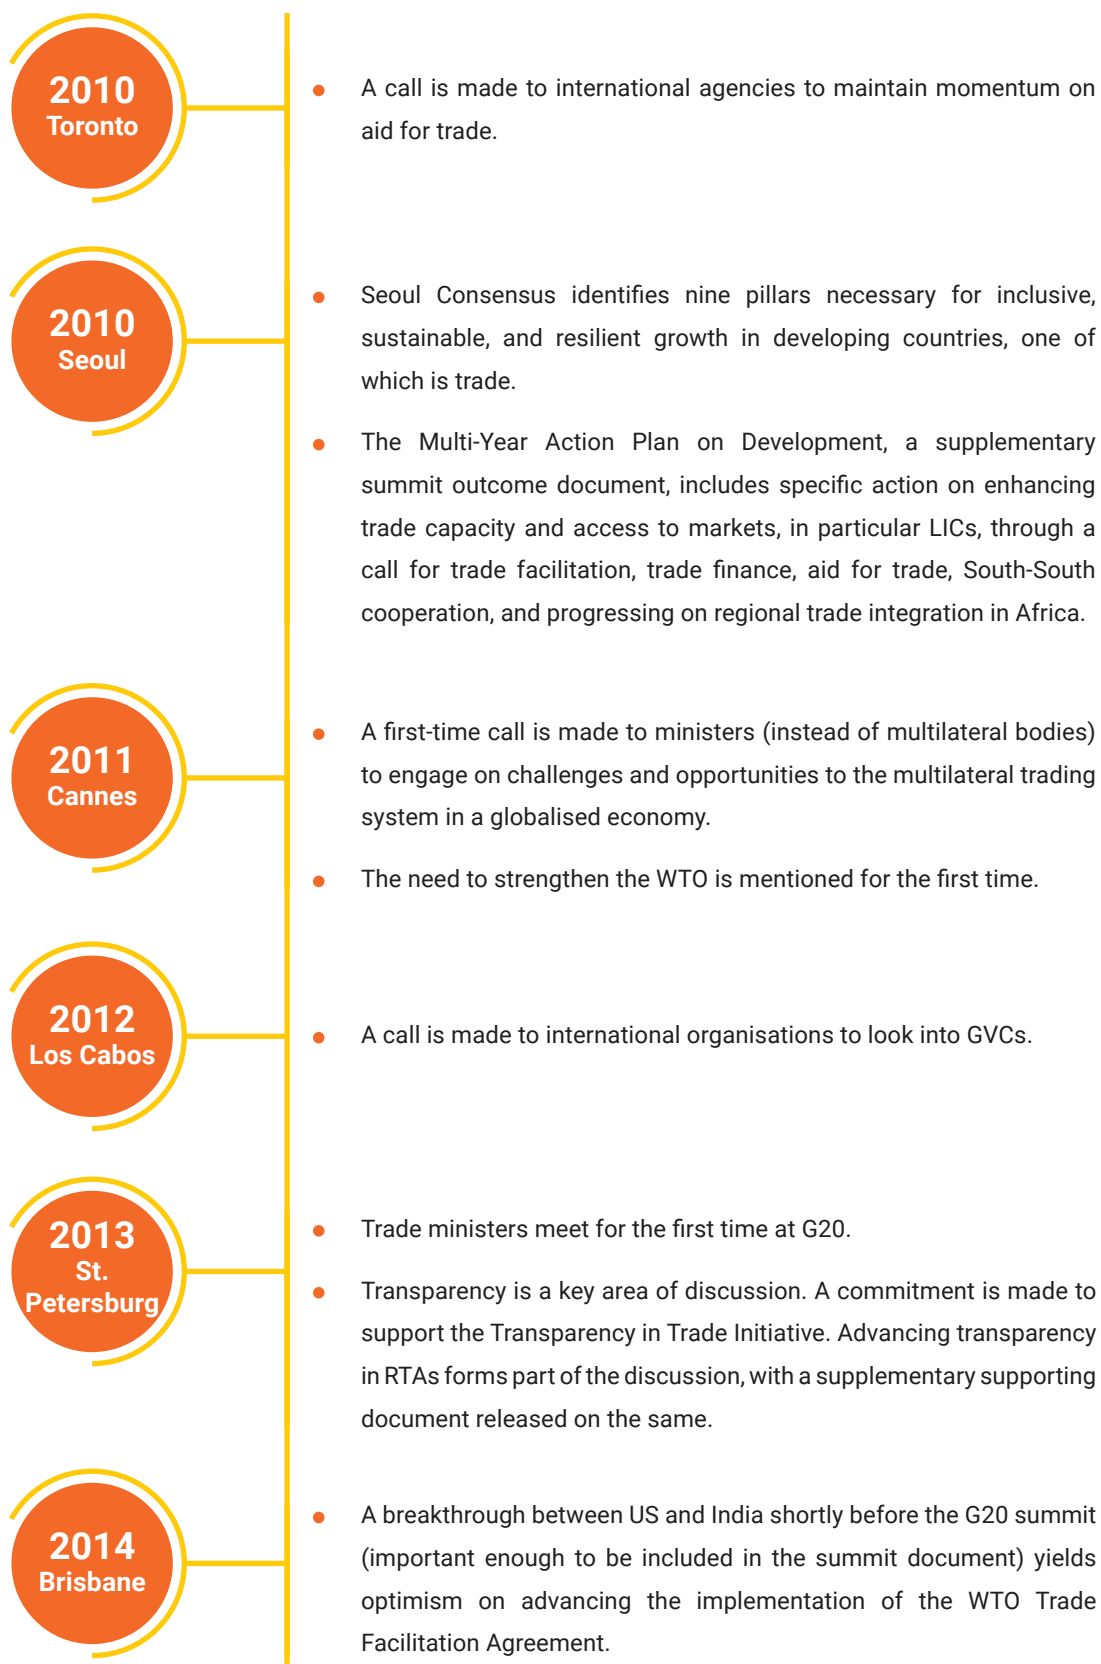 2010
Toronto
A call is made to international agencies to maintain momentum on
aid for trade.
2010
Seoul
Seoul Consensus identifies nine pillars necessary for inclusive,
sustainable, and resilient growth in developing countries, one of
which is trade.
The Multi-Year Action Plan on Development, a supplementary
summit outcome document, includes specific action on enhancing
trade capacity and access to markets, in particular LICs, through a
call for trade facilitation, trade finance, aid for trade, South-South
cooperation, and progressing on regional trade integration in Africa.
2011
Cannes
A first-time call is made to ministers (instead of multilateral bodies)
to engage on challenges and opportunities to the multilateral trading
system in a globalised economy.
The need to strengthen the WTO is mentioned for the first time.
2012
Los Cabos
A call is made to international organisations to look into GVCs.
2013
St.
Petersburg
Trade ministers meet for the first time at G20.
Transparency is a key area of discussion. A commitment is made to
support the Transparency in Trade Initiative. Advancing transparency
in RTAs forms part of the discussion, with a supplementary supporting
document released on the same.
2014
Brisbane
A breakthrough between US and India shortly before the G20 summit
(important enough to be included in the summit document) yields
optimism on advancing the implementation of the WTO Trade
Facilitation Agreement.